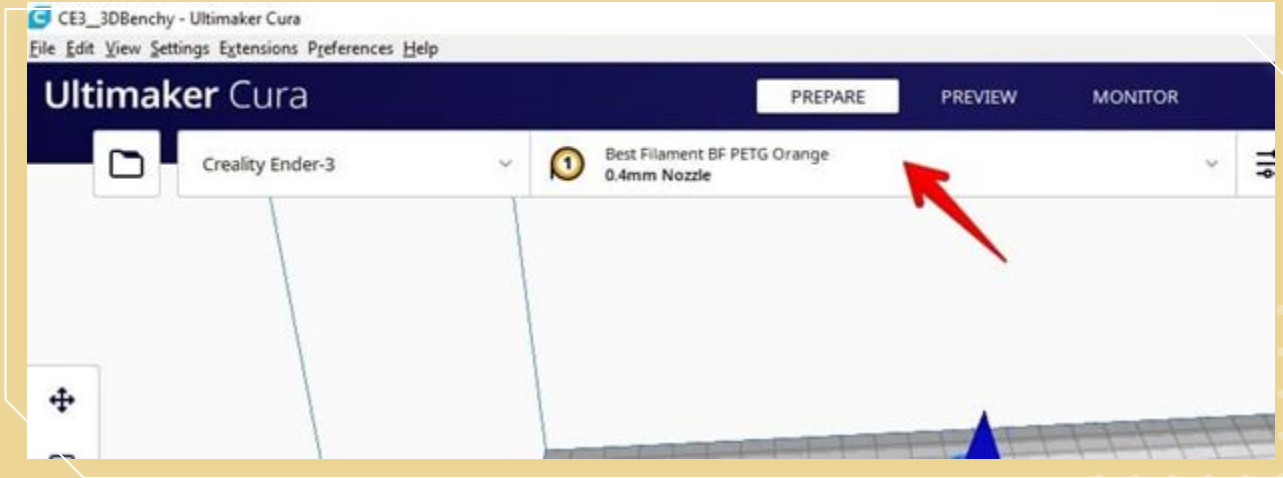 CE3__3DBenchy - Ultimaker Cura
File Edit View Settings Extensions Preferences Help
Ultimaker Cura
PREPARE PREVIEW MONITOR
Creality Ender-3
1
Best Filament BF PETG Orange
0.4mm Nozzle